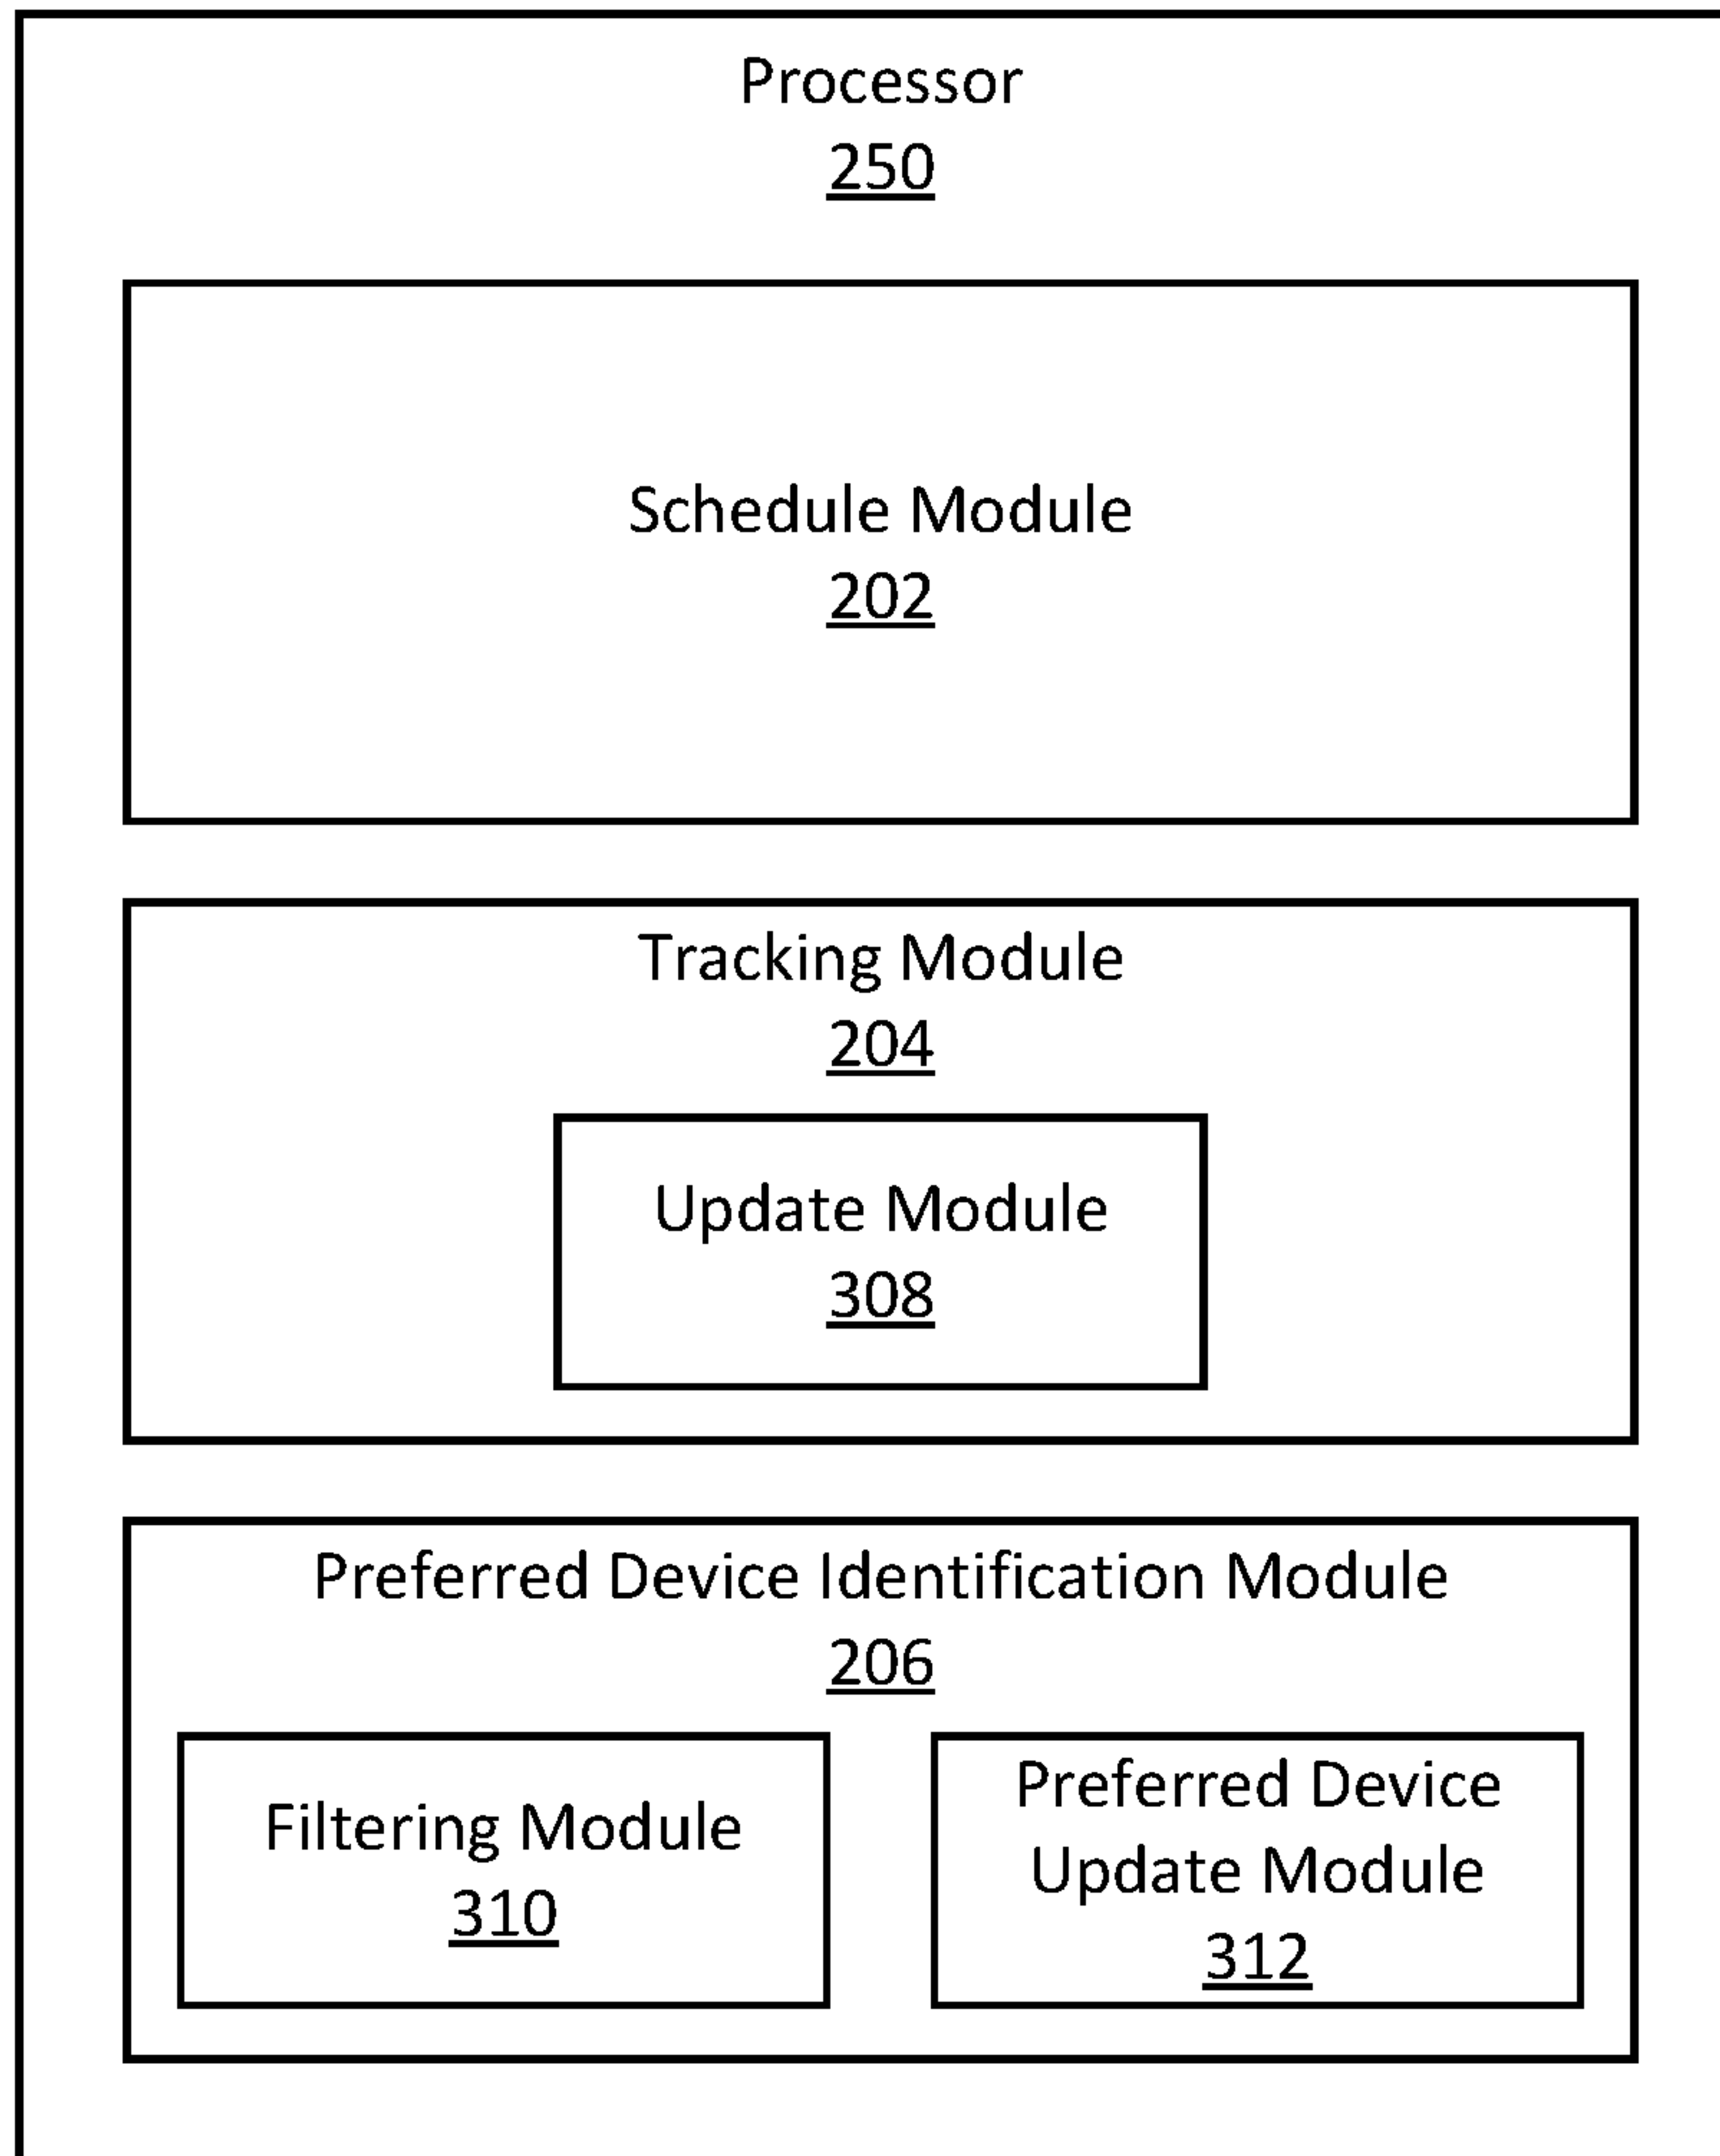 Processor
250
Schedule Module
202
Tracking Module
204
Update Module
308
Preferred Device Identification Module
206
Filtering Module
310
Preferred Device
Update Module
312